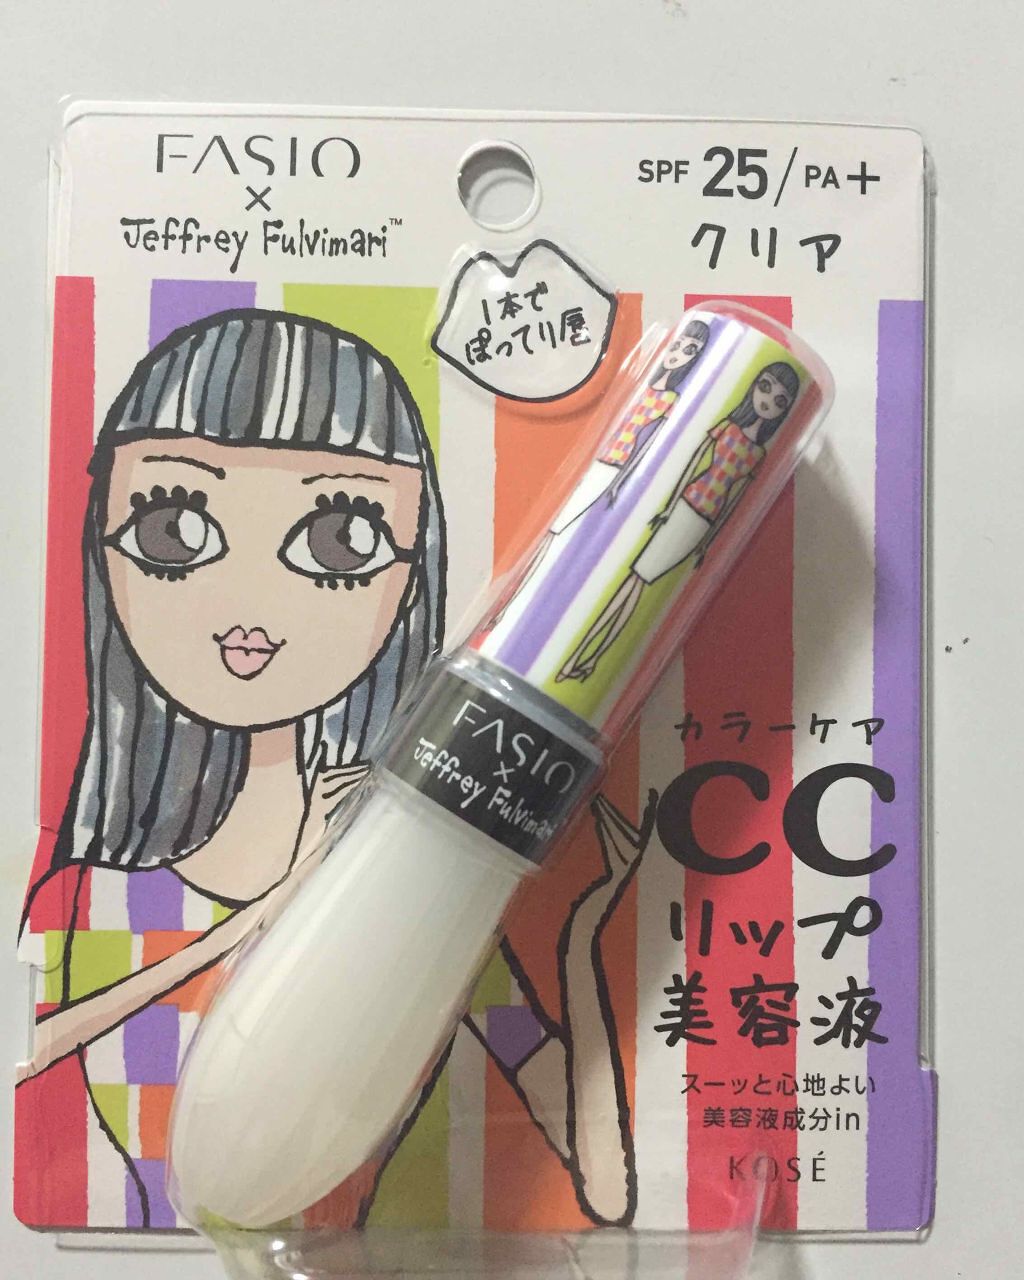 FASIO
×
Jeffrey Fulvimari™
SPF 25/PA+
クリア
1本で
ぽってり唇
FASIO
×
Jeffrey Fulvimari
カラーケア
CC
リップ
美容液
スーッと心地よい
美容液成分in
KOSÉ